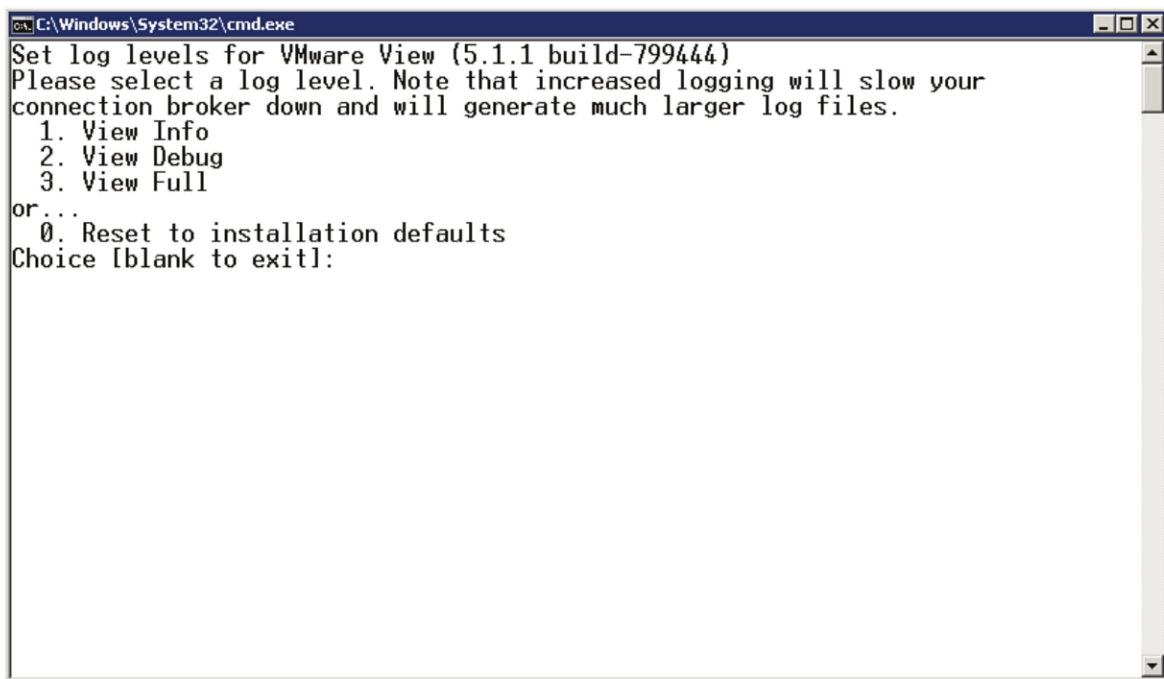 C:\Windows\System32\cmd.exe
Set log levels for VMware View (5.1.1 build-799444)
Please select a log level. Note that increased logging will slow your
connection broker down and will generate much larger log files.
1. View Info
2. View Debug
3. View Full
or...
0. Reset to installation defaults
Choice [blank to exit]: